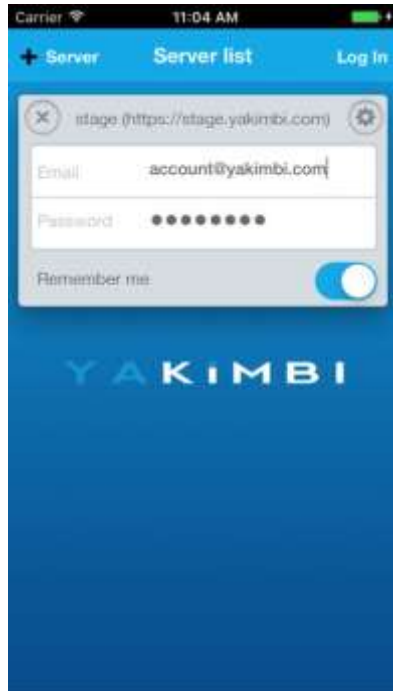 Carrier 11:04 AM
+ Server Server list Log In
stage (https://stage.yakimbi.com)
Email account@yakimbi.com
Password ●●●●●●●●
Remember me
YAKiMBI